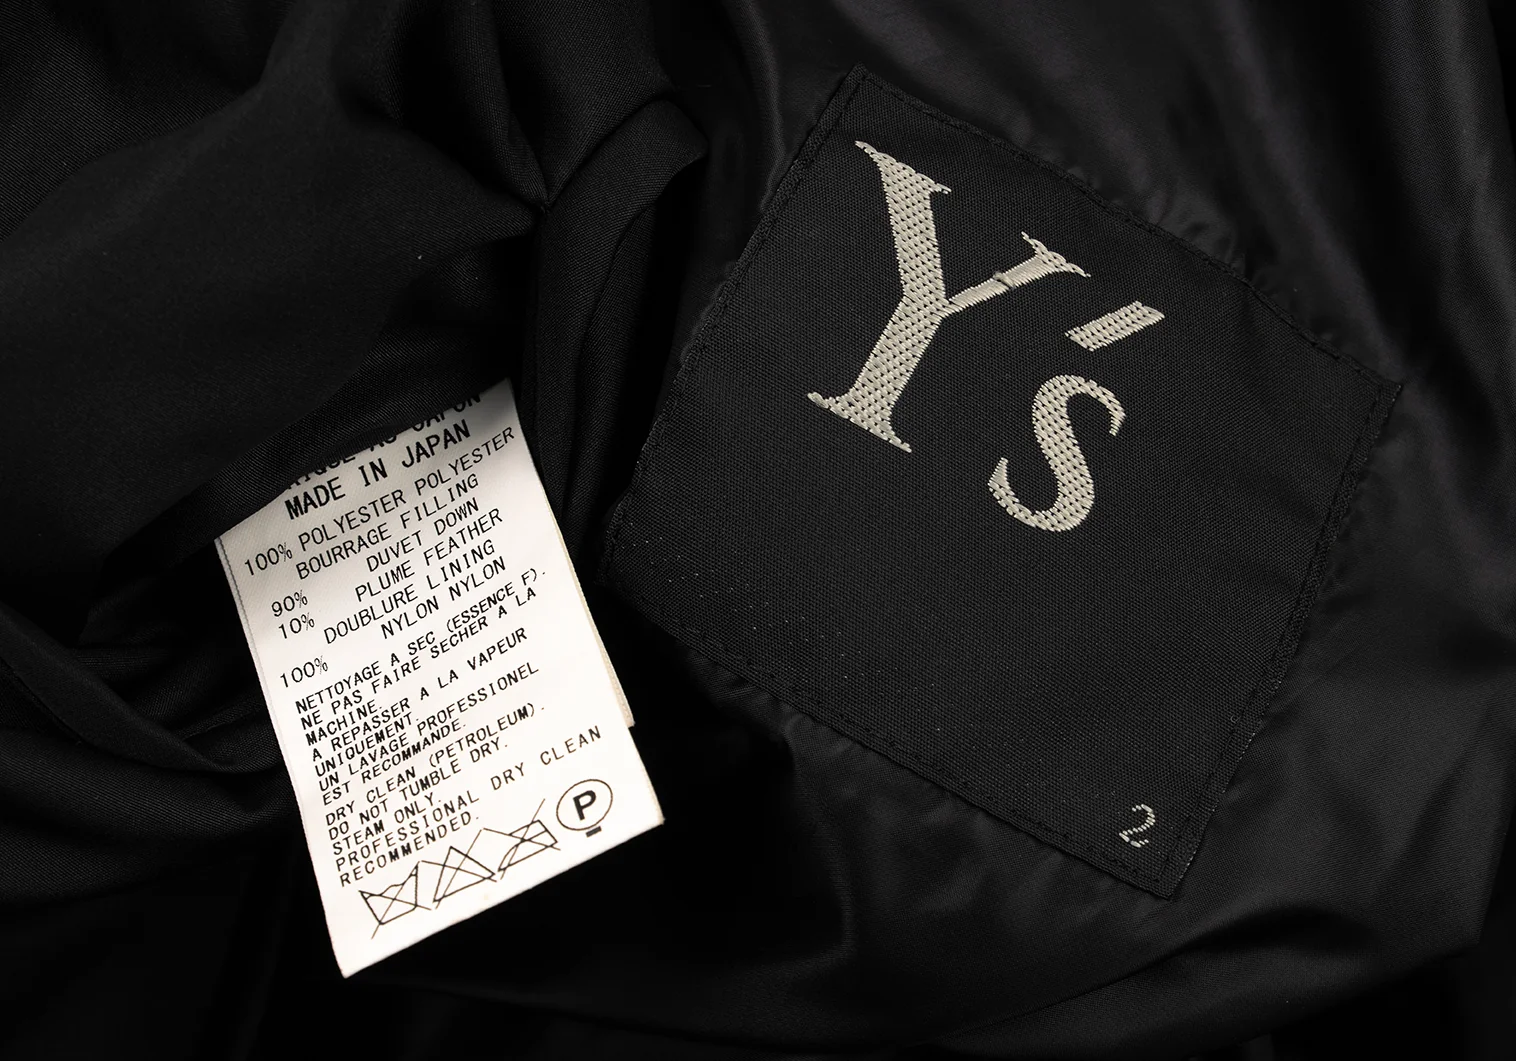 MADE IN JAPAN
100% POLYESTER POLYESTER
BOURRAGE FILLING
90% DUVET DOWN
10% PLUME FEATHER
DOUBLURE LINING
100% NYLON NYLON
NETTOYAGE A SEC (ESSENCE F).
NE PAS FAIRE SECHER A LA
MACHINE.
A REPASSER A LA VAPEUR
UNIQUEMENT.
UN LAVAGE PROFESSIONEL
EST RECOMMANDE.
DRY CLEAN (PETROLEUM).
DO NOT TUMBLE DRY.
STEAM ONLY.
PROFESSIONAL DRY CLEAN
RECOMMENDED.
P
Y's
2